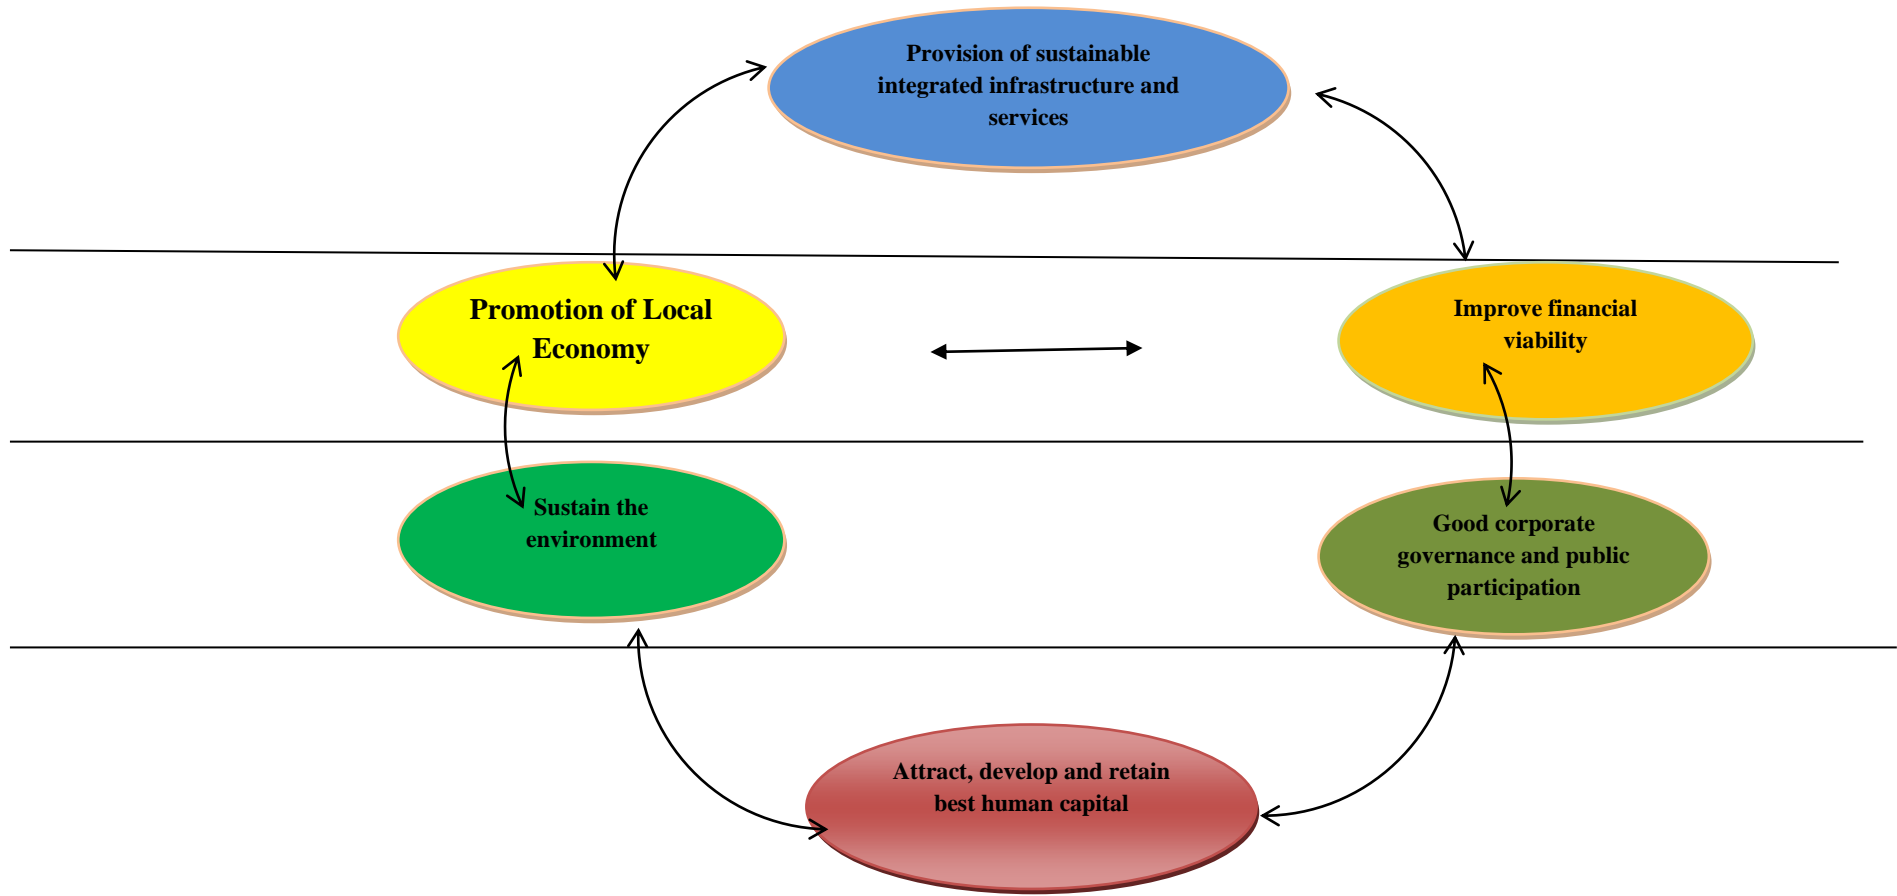 Provision of sustainable
integrated infrastructure and
services
Promotion of Local
Economy
Improve financial
viability
Sustain the
environment
Good corporate
governance and public
participation
Attract, develop and retain
best human capital